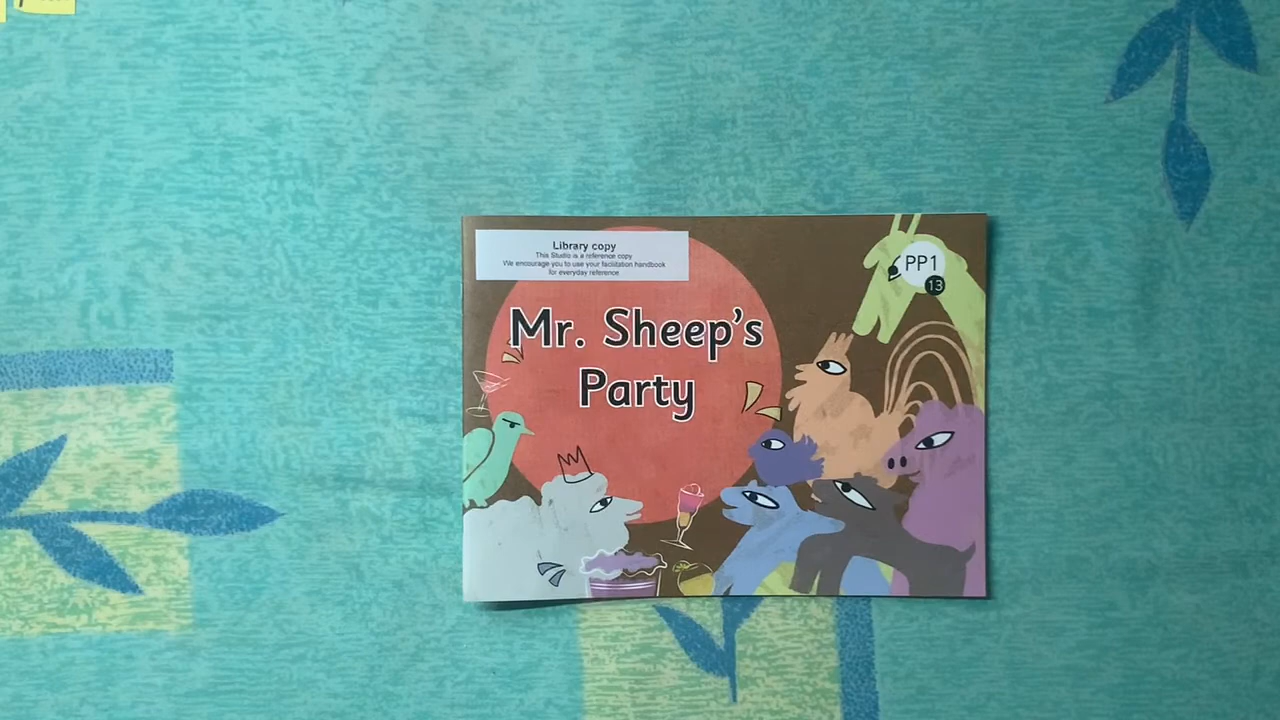 Library copy
This Studio is a reference copy
We encourage you to use your facilitation handbook
for everyday reference
PP1
13
Mr. Sheep's
Party